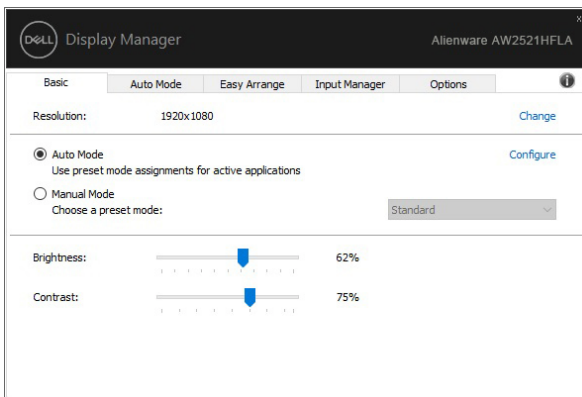 DELL Display Manager Alienware AW2521HFLA
Basic Auto Mode Easy Arrange Input Manager Options
Resolution: 1920x1080 Change
Auto Mode Configure
Use preset mode assignments for active applications
Manual Mode
Choose a preset mode: Standard
Brightness: 62%
Contrast: 75%